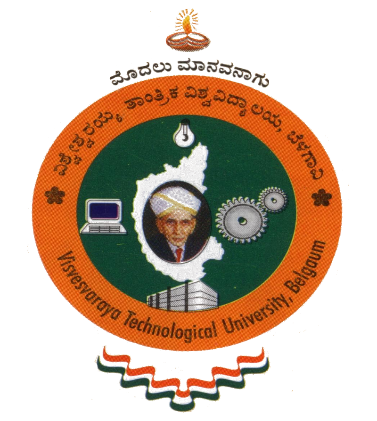 ಮೊದಲು ಮಾನವನಾಗು
ವಿಶ್ವೇಶ್ವರಯ್ಯ ತಾಂತ್ರಿಕ ವಿಶ್ವವಿದ್ಯಾಲಯ, ಬೆಳಗಾವಿ
Visvesvaraya Technological University, Belgaum